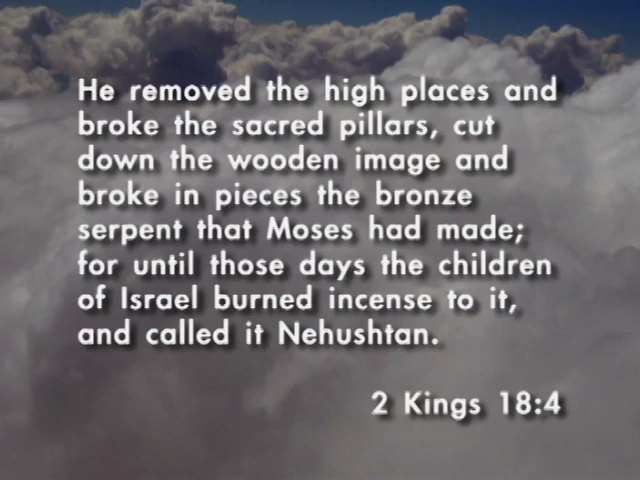 He removed the high places and
broke the sacred pillars, cut
down the wooden image and
broke in pieces the bronze
serpent that Moses had made;
for until those days the children
of Israel burned incense to it,
and called it Nehushtan.
2 Kings 18:4